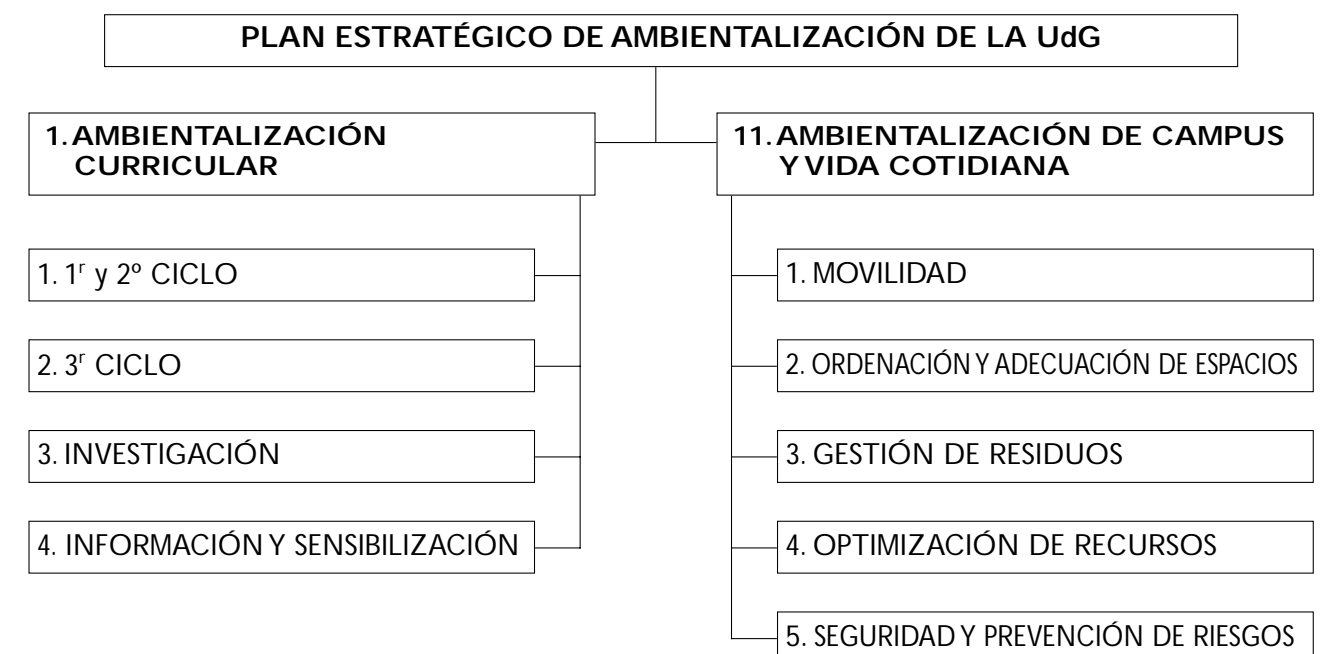 PLAN ESTRATÉGICO DE AMBIENTALIZACIÓN DE LA UdG
1. AMBIENTALIZACIÓN
CURRICULAR
1. 1ʳ y 2º CICLO
2. 3ʳ CICLO
3. INVESTIGACIÓN
4. INFORMACIÓN Y SENSIBILIZACIÓN
11. AMBIENTALIZACIÓN DE CAMPUS
Y VIDA COTIDIANA
1. MOVILIDAD
2. ORDENACIÓN Y ADECUACIÓN DE ESPACIOS
3. GESTIÓN DE RESIDUOS
4. OPTIMIZACIÓN DE RECURSOS
5. SEGURIDAD Y PREVENCIÓN DE RIESGOS